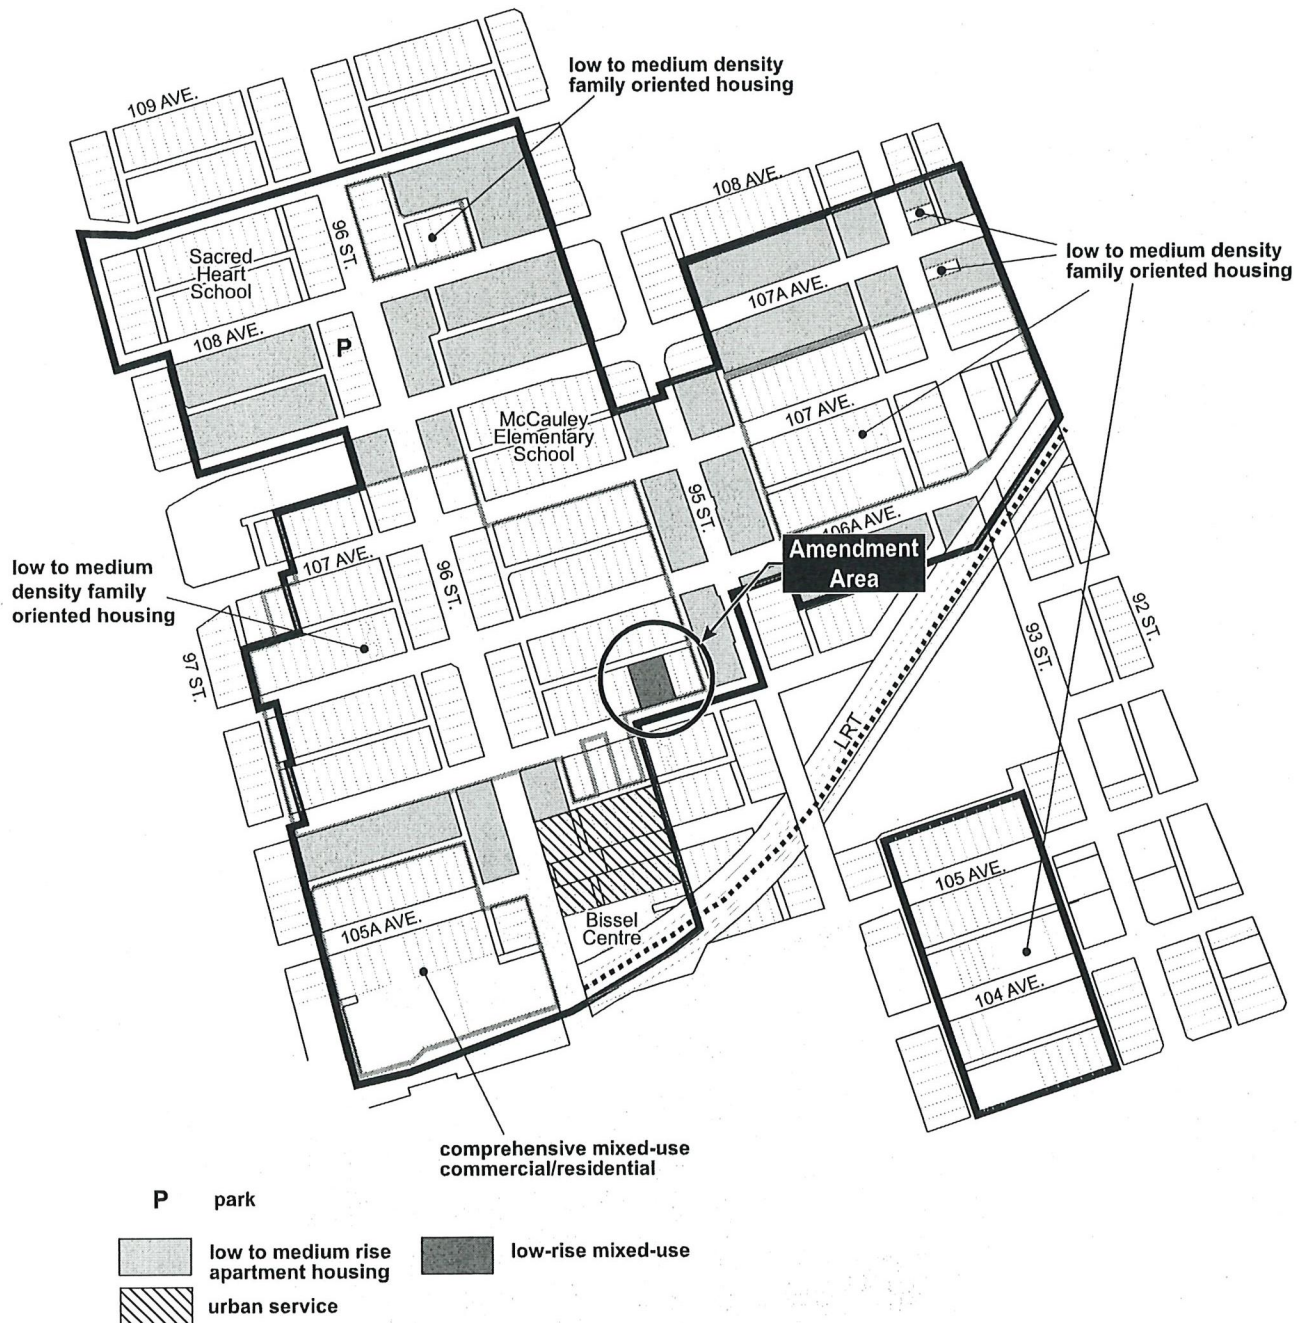 low to medium density
family oriented housing
109 AVE.
108 AVE.
96 ST.
Sacred
Heart
School
low to medium density
family oriented housing
107A AVE.
108 AVE.
P
107 AVE.
McCauley
Elementary
School
95 ST.
106A AVE.
Amendment
Area
low to medium
density family
oriented housing
107 AVE.
96 ST.
97 ST.
92 ST.
93 ST.
LRT
105 AVE.
Bissel
Centre
105A AVE.
104 AVE.
comprehensive mixed-use
commercial/residential
P park
low to medium rise
apartment housing
low-rise mixed-use
urban service